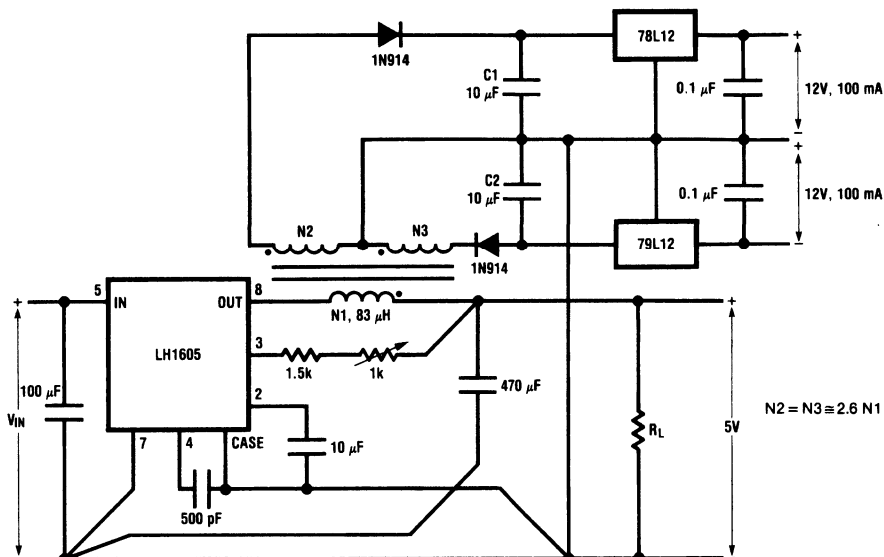 1N914
78L12
C1
10 μF
0.1 μF
+
12V, 100 mA
−
+
C2
10 μF
0.1 μF
12V, 100 mA
−
N2
N3
1N914
79L12
+
5
IN
LH1605
OUT
8
N1, 83 μH
+
3
1.5k
1k
2
100 μF
VIN
7
4
CASE
10 μF
500 pF
470 μF
RL
5V
N2 = N3 ≅ 2.6 N1